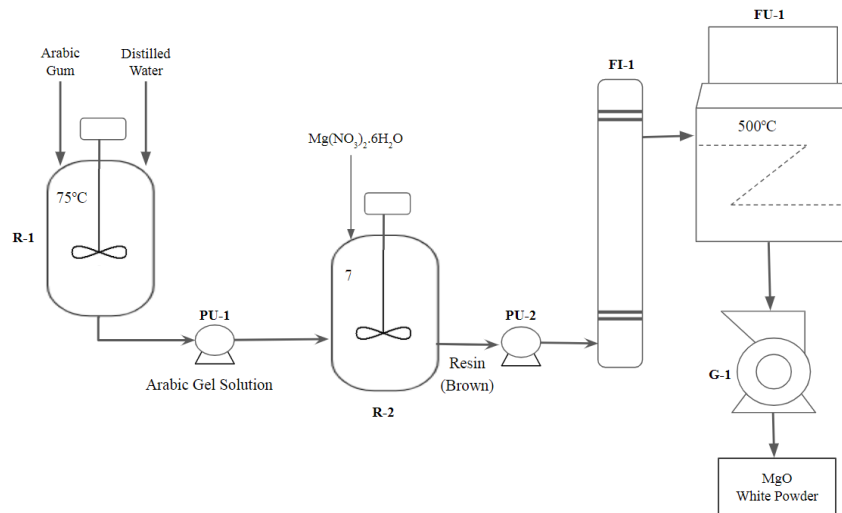 Arabic
Gum
Distilled
Water
R-1
75°C
PU-1
Arabic Gel Solution
Mg(NO₃)₂.6H₂O
7
R-2
Resin
(Brown)
PU-2
FI-1
FU-1
500°C
G-1
MgO
White Powder